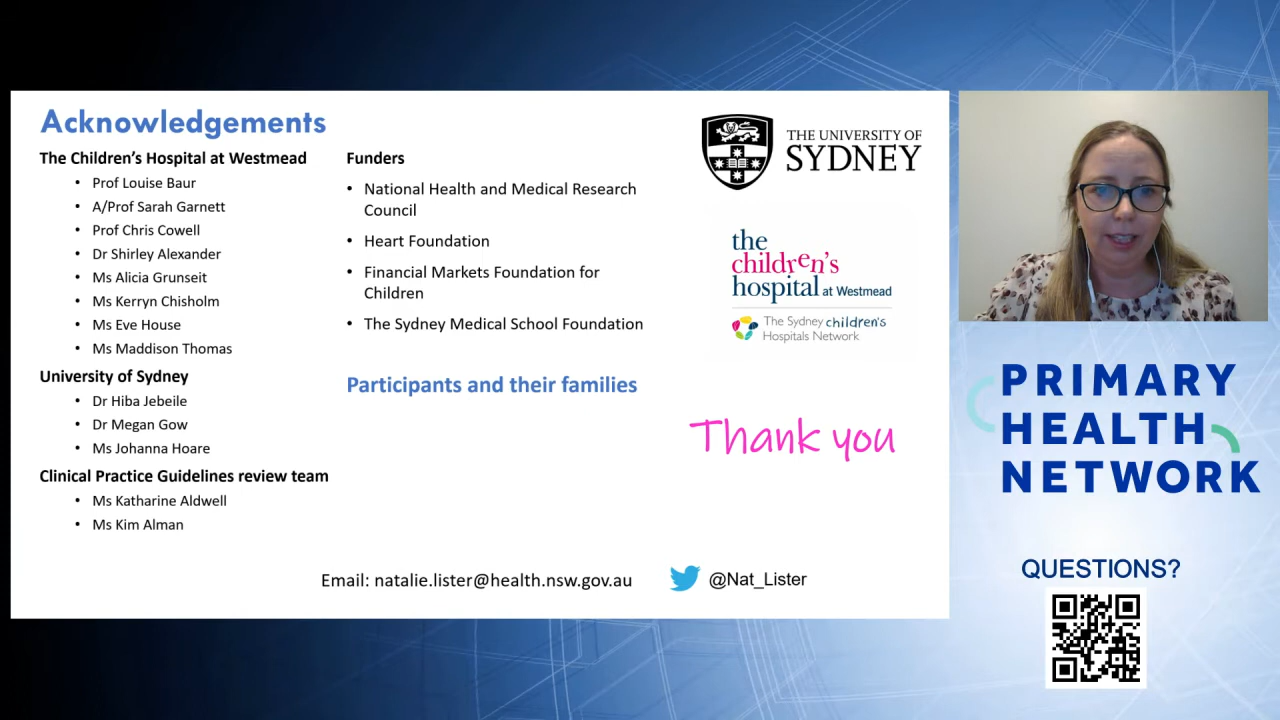 Acknowledgements
The Children's Hospital at Westmead
• Prof Louise Baur
• A/Prof Sarah Garnett
• Prof Chris Cowell
• Dr Shirley Alexander
• Ms Alicia Grunseit
• Ms Kerryn Chisholm
• Ms Eve House
• Ms Maddison Thomas
University of Sydney
• Dr Hiba Jebeile
• Dr Megan Gow
• Ms Johanna Hoare
Clinical Practice Guidelines review team
• Ms Katharine Aldwell
• Ms Kim Alman
Funders
• National Health and Medical Research
Council
• Heart Foundation
• Financial Markets Foundation for
Children
• The Sydney Medical School Foundation
Participants and their families
THE UNIVERSITY OF
SYDNEY
the
children's
hospital at Westmead
The Sydney children's
Hospitals Network
Thank you
Email: natalie.lister@health.nsw.gov.au
@Nat_Lister
PRIMARY
HEALTH
NETWORK
QUESTIONS?